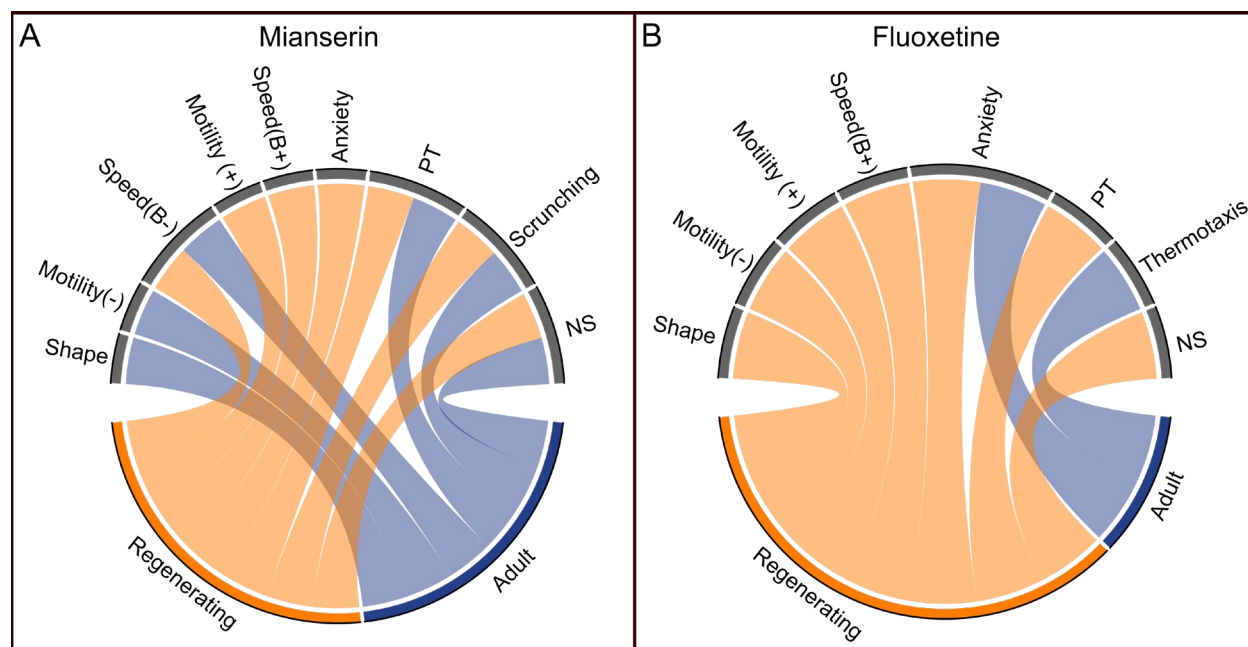 A
Mianserin
Shape
Motility(-)
Speed(B-)
Motility (+)
Speed(B+)
Anxiety
PT
Scrunching
NS
Regenerating
Adult
B
Fluoxetine
Shape
Motility(-)
Motility (+)
Speed(B+)
Anxiety
PT
Thermotaxis
NS
Regenerating
Adult